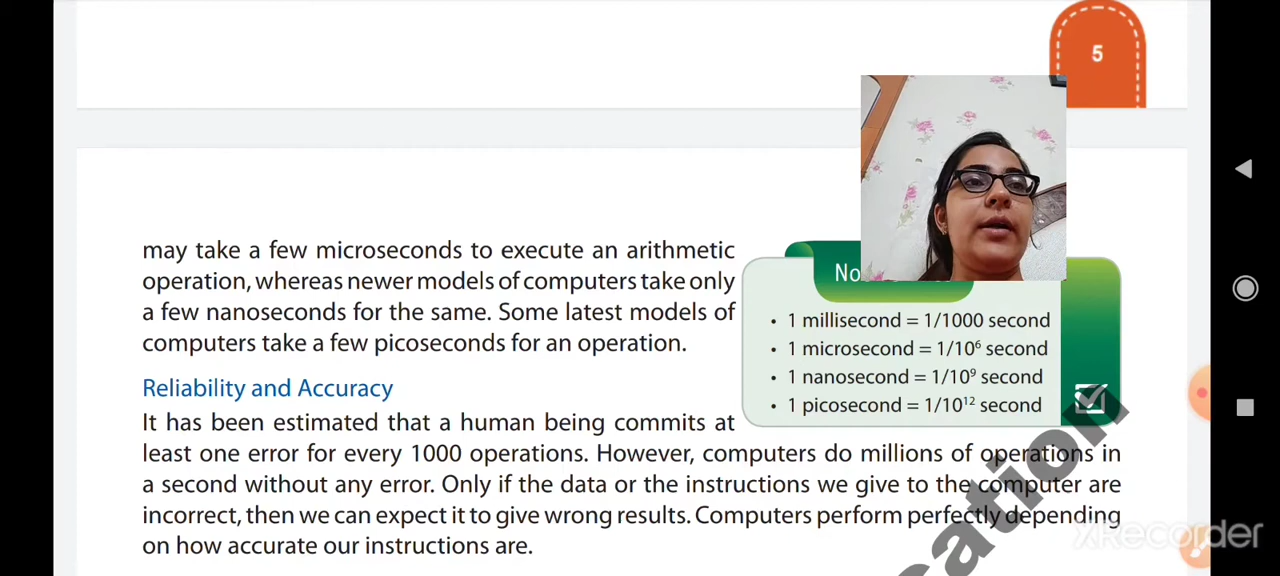 5
may take a few microseconds to execute an arithmetic
operation, whereas newer models of computers take only
a few nanoseconds for the same. Some latest models of
computers take a few picoseconds for an operation.
• 1 millisecond = 1/1000 second
• 1 microsecond = 1/10⁶ second
• 1 nanosecond = 1/10⁹ second
• 1 picosecond = 1/10¹² second
Reliability and Accuracy
It has been estimated that a human being commits at
least one error for every 1000 operations. However, computers do millions of operations in
a second without any error. Only if the data or the instructions we give to the computer are
incorrect, then we can expect it to give wrong results. Computers perform perfectly depending
on how accurate our instructions are.
XRecorder